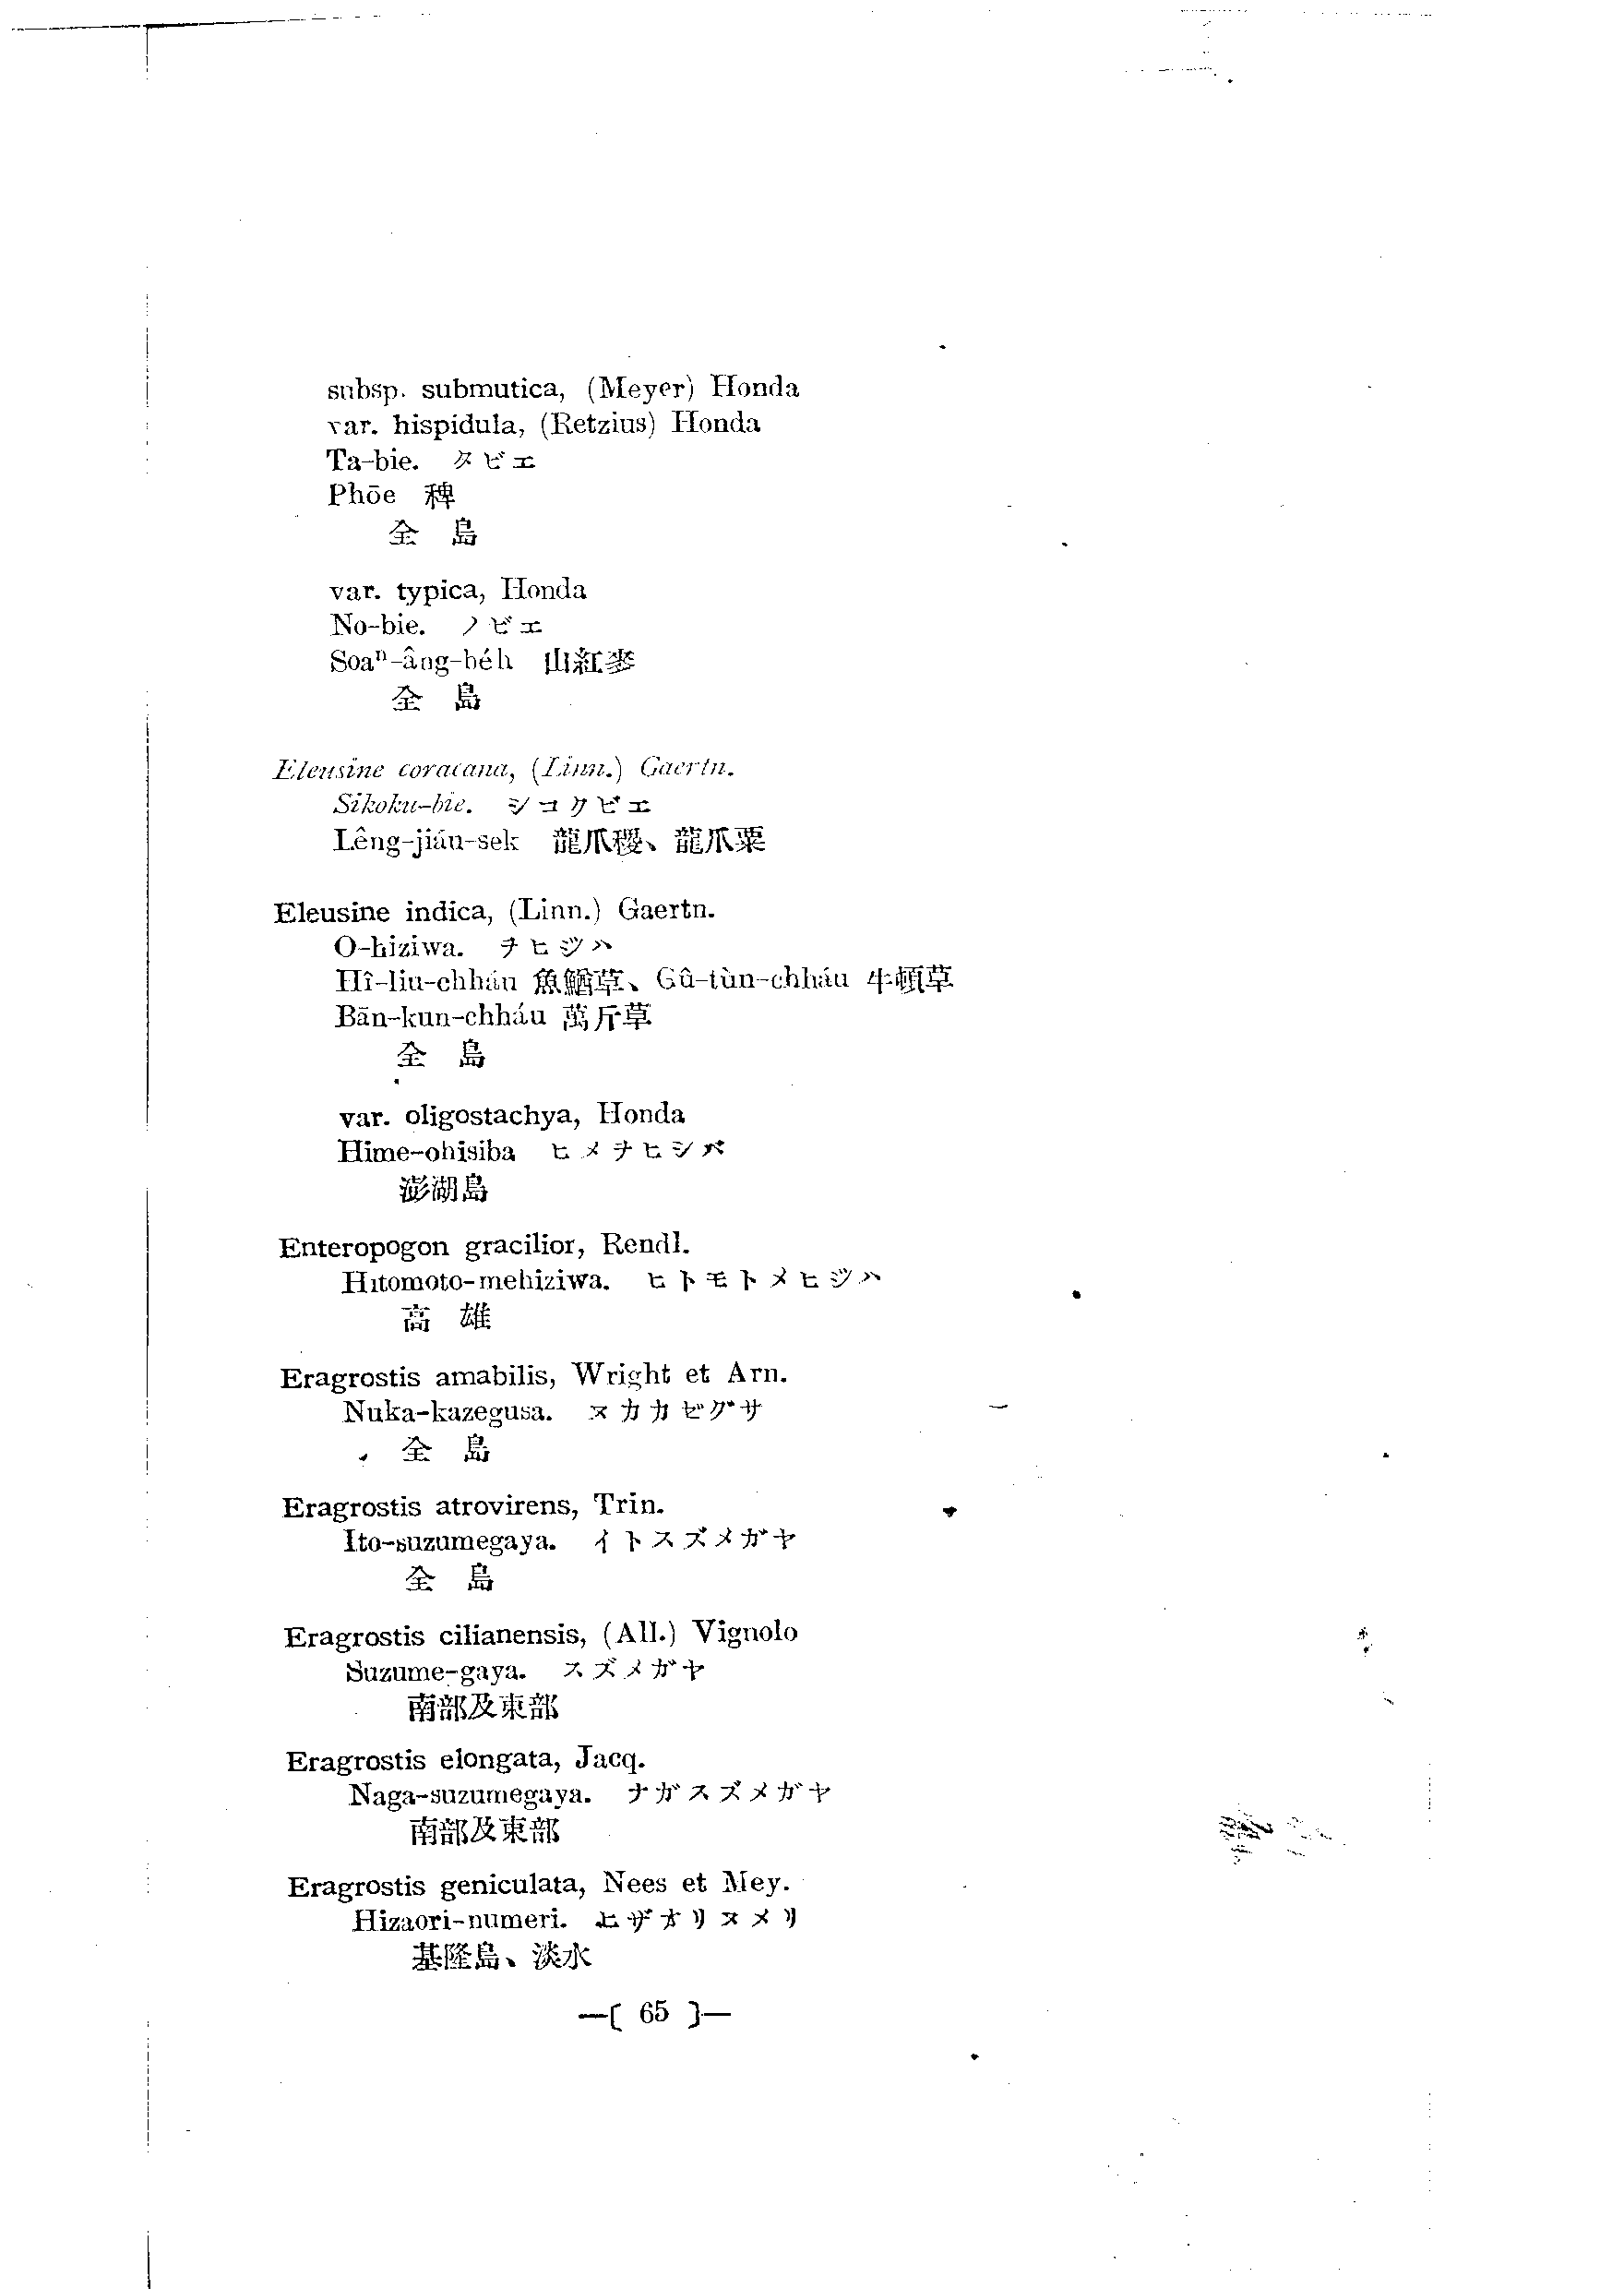 subsp. submutica, (Meyer) Honda
var. hispidula, (Retzius) Honda
Ta-bie. タビエ
Phōe 稗
全 島
var. typica, Honda
No-bie. ノビエ
Soaⁿ-âng-béh 山紅麥
全 島
Eleusine coracana, (Linn.) Gaertn.
Sikoku-bie. シコクビエ
Lêng-jiáu-sek 龍爪稷、龍爪粟
Eleusine indica, (Linn.) Gaertn.
O-hiziwa. ヲヒジハ
Hî-liu-chháu 魚鰡草、Gû-tùn-chháu 牛頓草
Bān-kun-chháu 萬斤草
全 島
var. oligostachya, Honda
Hime-ohisiba ヒメヲヒシバ
澎湖島
Enteropogon gracilior, Rendl.
Hitomoto-mehiziwa. ヒトモトメヒジハ
高 雄
Eragrostis amabilis, Wright et Arn.
Nuka-kazegusa. ヌカカゼグサ
全 島
Eragrostis atrovirens, Trin.
Ito-suzumegaya. イトスズメガヤ
全 島
Eragrostis cilianensis, (All.) Vignolo
Suzume-gaya. スズメガヤ
南部及東部
Eragrostis elongata, Jacq.
Naga-suzumegaya. ナガスズメガヤ
南部及東部
Eragrostis geniculata, Nees et Mey.
Hizaori-numeri. ヒザオリヌメリ
基隆島、淡水
—[ 65 ]—